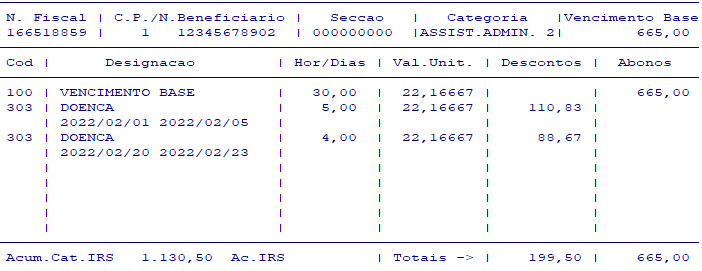 N. Fiscal | C.P./N.Beneficiario | Seccao | Categoria |Vencimento Base
166518859 | 1 12345678902 | 000000000 |ASSIST.ADMIN. 2| 665,00
Cod | Designacao | Hor/Dias | Val.Unit. | Descontos | Abonos
100 | VENCIMENTO BASE | 30,00 | 22,16667 | | 665,00
303 | DOENCA | 5,00 | 22,16667 | 110,83 |
| 2022/02/01 2022/02/05 | | | |
303 | DOENCA | 4,00 | 22,16667 | 88,67 |
| 2022/02/20 2022/02/23 | | | |
Acum.Cat.IRS 1.130,50 Ac.IRS | Totais -> | 199,50 | 665,00